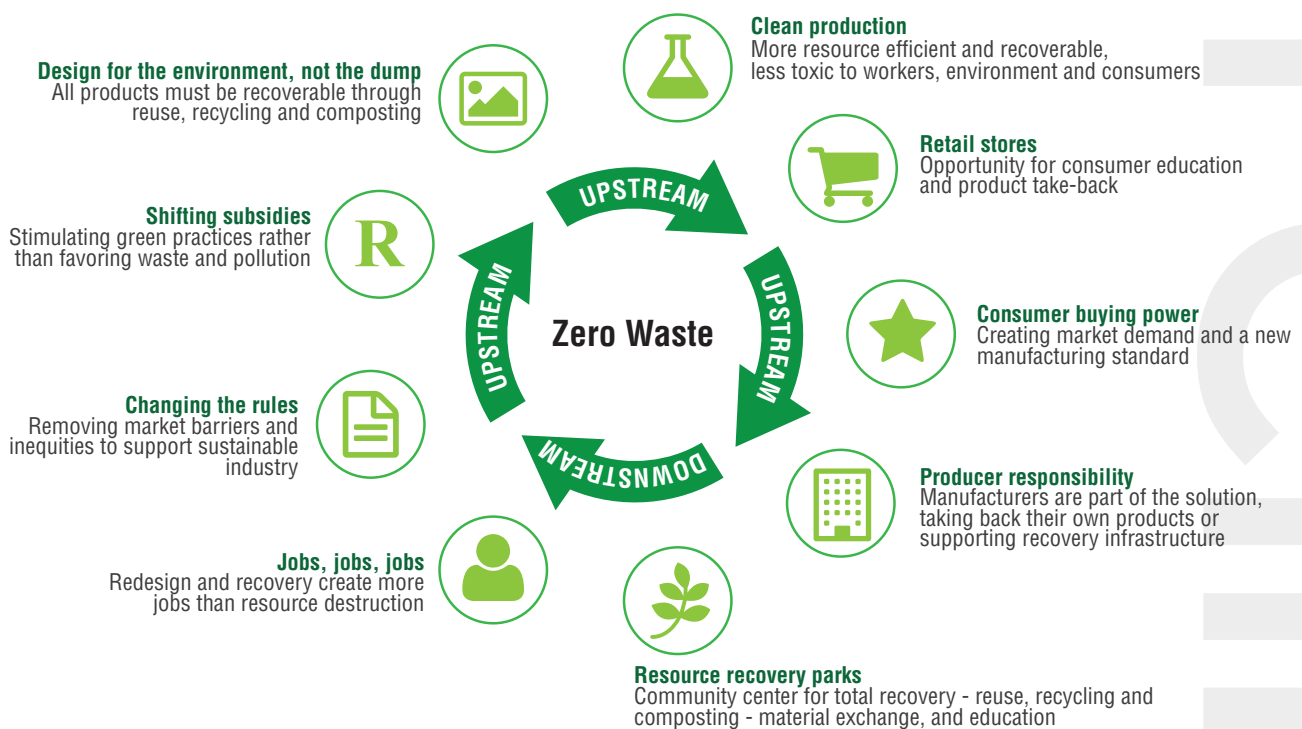 Clean production
More resource efficient and recoverable,
less toxic to workers, environment and consumers
Design for the environment, not the dump
All products must be recoverable through
reuse, recycling and composting
Retail stores
Opportunity for consumer education
and product take-back
UPSTREAM
Shifting subsidies
Stimulating green practices rather
than favoring waste and pollution
R
UPSTREAM
Zero Waste
UPSTREAM
Consumer buying power
Creating market demand and a new
manufacturing standard
Changing the rules
Removing market barriers and
inequities to support sustainable
industry
DOWNSTREAM
Producer responsibility
Manufacturers are part of the solution,
taking back their own products or
supporting recovery infrastructure
Jobs, jobs, jobs
Redesign and recovery create more
jobs than resource destruction
Resource recovery parks
Community center for total recovery - reuse, recycling and
composting - material exchange, and education